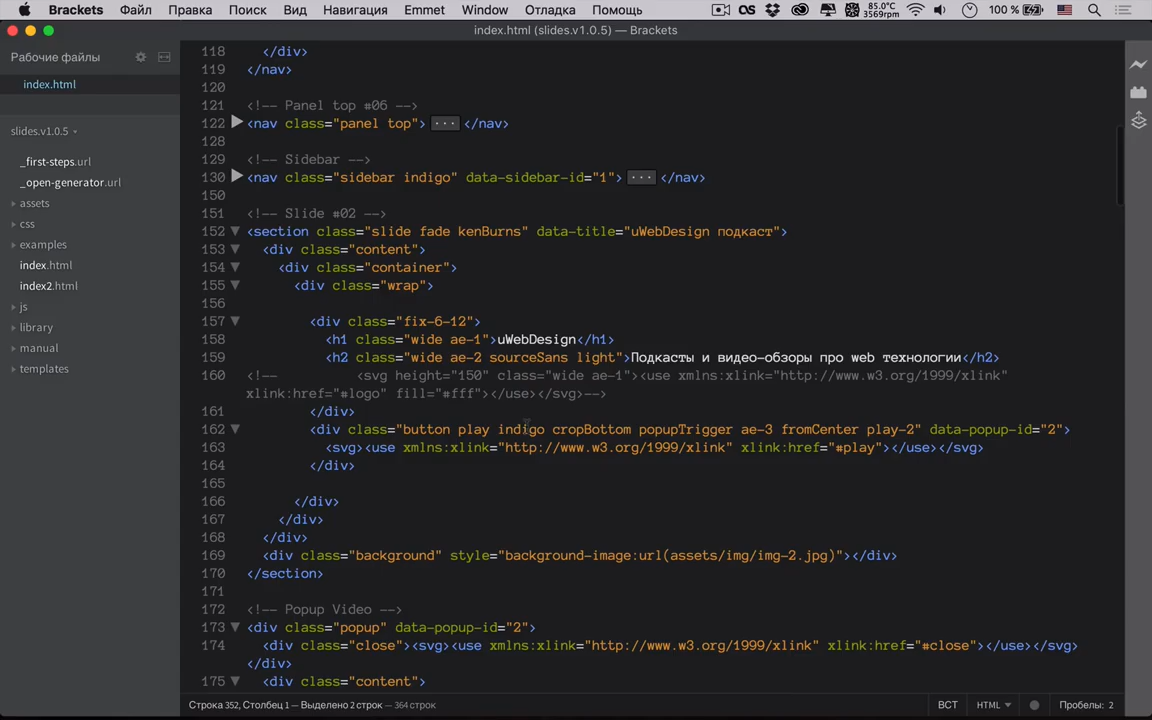 Brackets Файл Правка Поиск Вид Навигация Emmet Window Отладка Помощь OS 85.0°C 3569rpm 100 %
index.html (slides.v1.0.5) — Brackets
Рабочие файлы
index.html
slides.v1.0.5
_first-steps.url
_open-generator.url
assets
css
examples
index.html
index2.html
js
library
manual
templates
118 </div>
119 </nav>
120
121 <!-- Panel top #06 -->
122 <nav class="panel top"> ... </nav>
128
129 <!-- Sidebar -->
130 <nav class="sidebar indigo" data-sidebar-id="1"> ... </nav>
150
151 <!-- Slide #02 -->
152 <section class="slide fade kenBurns" data-title="uWebDesign подкаст">
153 <div class="content">
154 <div class="container">
155 <div class="wrap">
156
157 <div class="fix-6-12">
158 <h1 class="wide ae-1">uWebDesign</h1>
159 <h2 class="wide ae-2 sourceSans light">Подкасты и видео-обзоры про web технологии</h2>
160 <!-- <svg height="150" class="wide ae-1"><use xmlns:xlink="http://www.w3.org/1999/xlink"
xlink:href="#logo" fill="#fff"></use></svg>-->
161 </div>
162 <div class="button play indigo cropBottom popupTrigger ae-3 fromCenter play-2" data-popup-id="2">
163 <svg><use xmlns:xlink="http://www.w3.org/1999/xlink" xlink:href="#play"></use></svg>
164 </div>
165
166 </div>
167 </div>
168 </div>
169 <div class="background" style="background-image:url(assets/img/img-2.jpg)"></div>
170 </section>
171
172 <!-- Popup Video -->
173 <div class="popup" data-popup-id="2">
174 <div class="close"><svg><use xmlns:xlink="http://www.w3.org/1999/xlink" xlink:href="#close"></use></svg>
</div>
175 <div class="content">
Строка 352, Столбец 1 — Выделено 2 строк — 364 строк ВСТ HTML Пробелы: 2